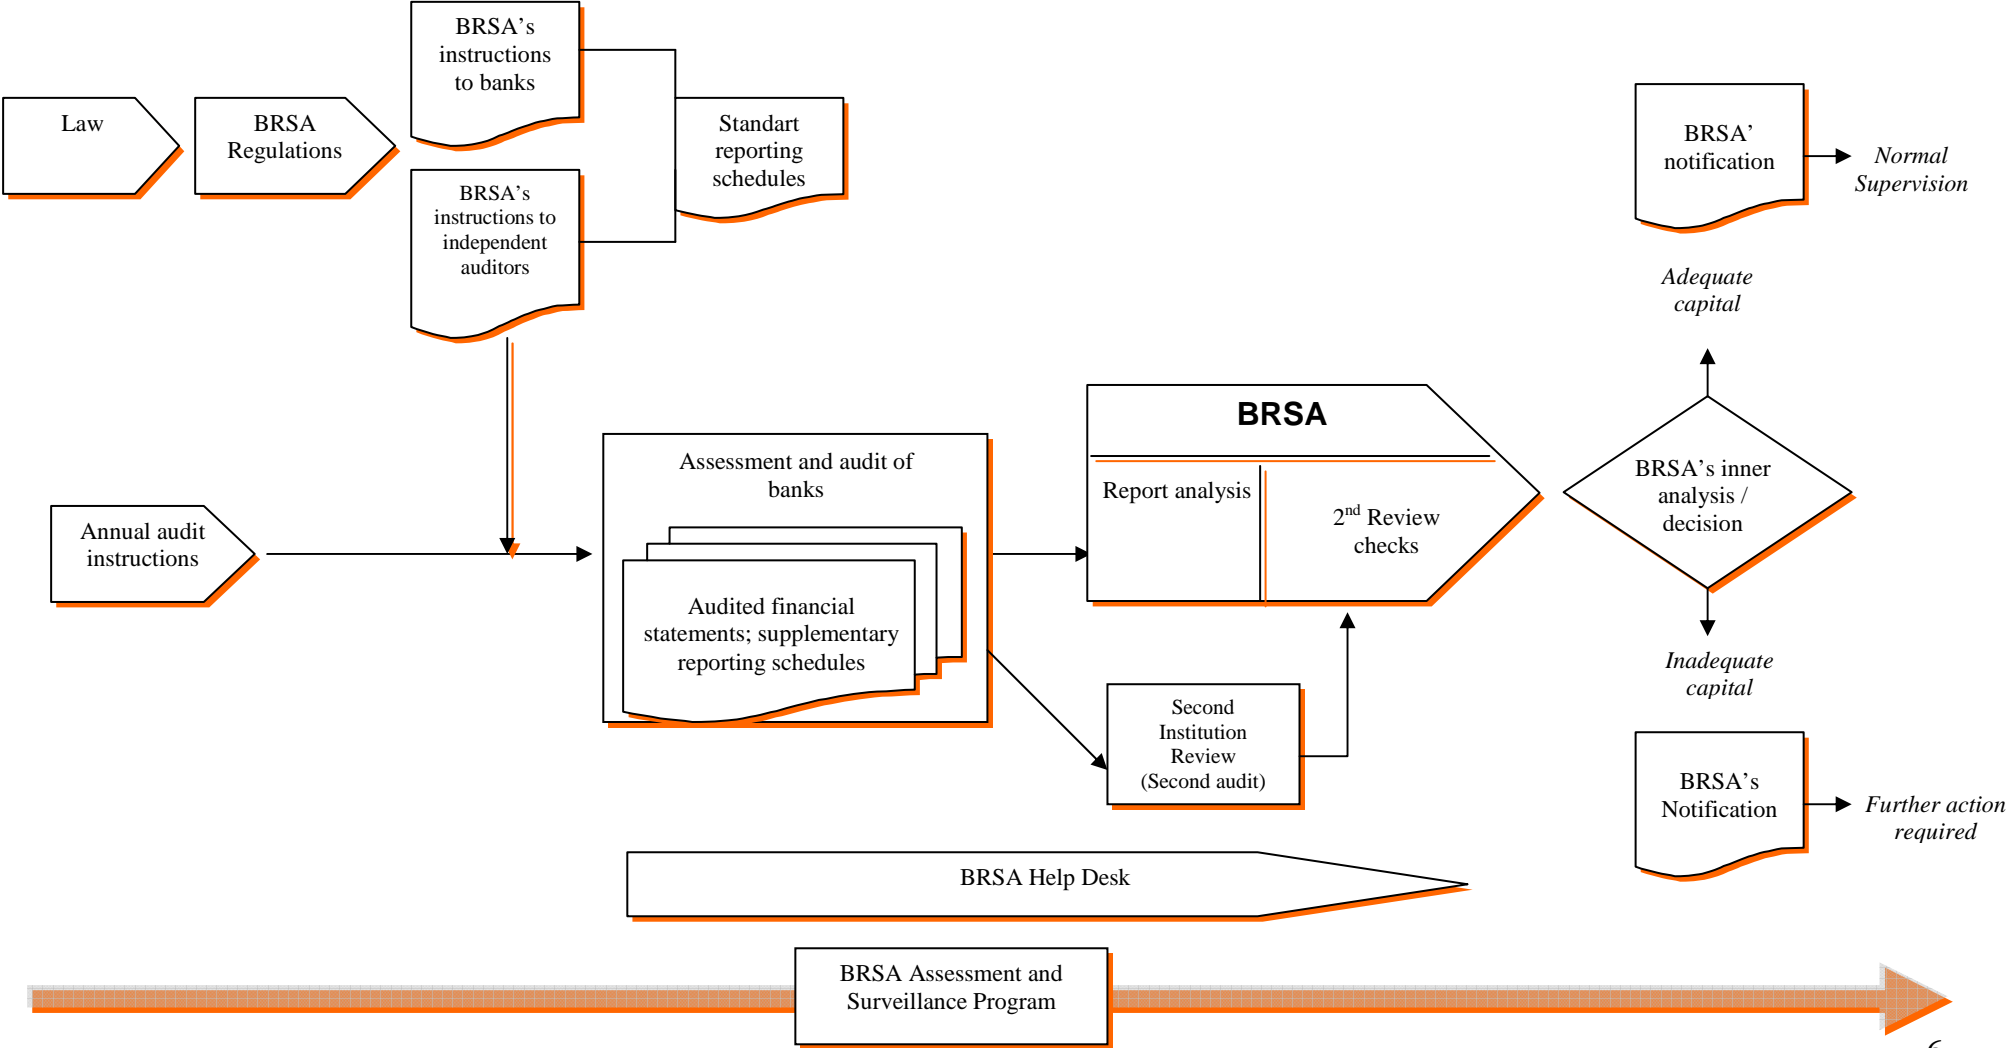 BRSA's
instructions
to banks
Law
BRSA
Regulations
Standart
reporting
schedules
BRSA's
instructions to
independent
auditors
BRSA'
notification
Normal
Supervision
Adequate
capital
Annual audit
instructions
Assessment and audit of
banks
Audited financial
statements; supplementary
reporting schedules
BRSA
Report analysis
2nd Review
checks
BRSA's inner
analysis /
decision
Inadequate
capital
Second
Institution
Review
(Second audit)
BRSA's
Notification
Further action
required
BRSA Help Desk
BRSA Assessment and
Surveillance Program